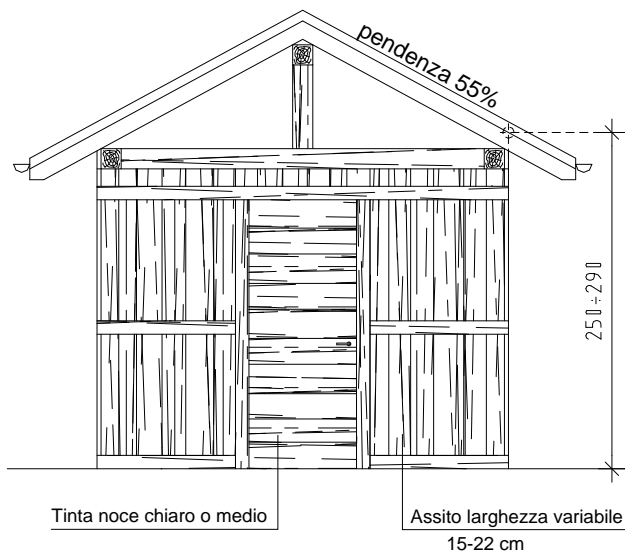 pendenza 55%
250÷290
Tinta noce chiaro o medio
Assito larghezza variabile
15-22 cm